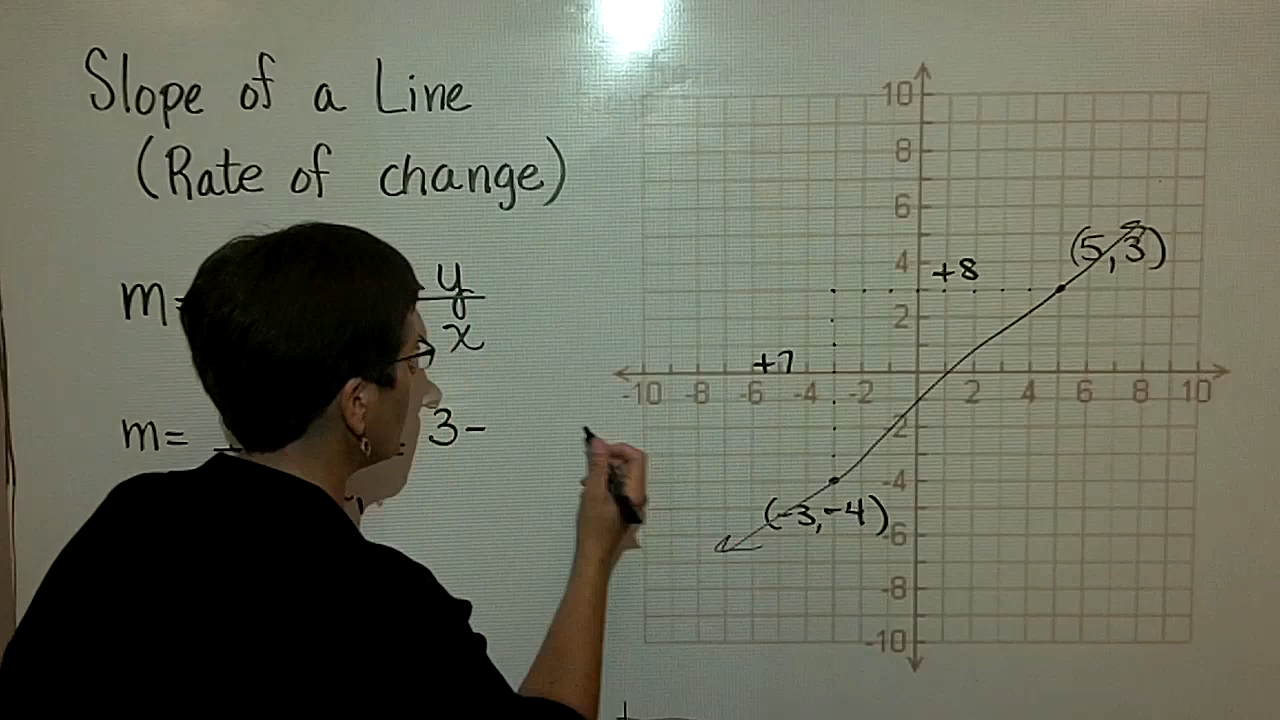 Slope of a Line
(Rate of change)
m= y
x
m= = 3-
(5,3)
+8
+7
(-3,-4)
10
8
6
4
2
-10 -8 -6 -4 -2 2 4 6 8 10
-2
-4
-6
-8
-10